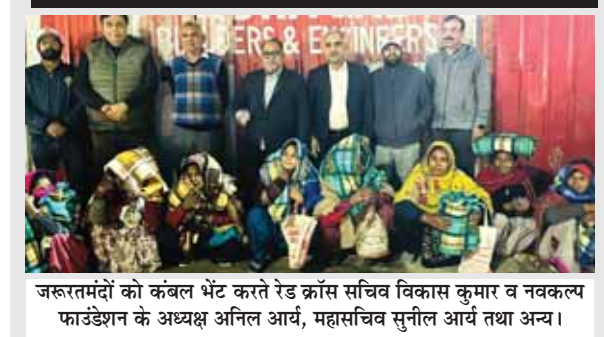 BUILDERS & ENGINEERS
जरूरतमंदों को कंबल भेंट करते रेड क्रॉस सचिव विकास कुमार व नवकल्प
फाउंडेशन के अध्यक्ष अनिल आर्य, महासचिव सुनील आर्य तथा अन्य।